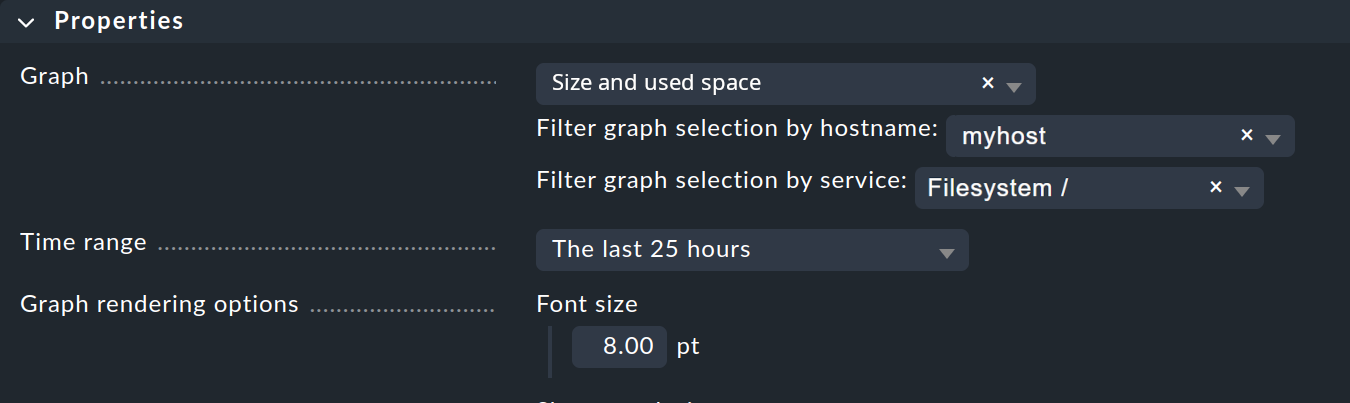 Properties
Graph
Size and used space
Filter graph selection by hostname: myhost
Filter graph selection by service: Filesystem /
Time range
The last 25 hours
Graph rendering options
Font size
8.00 pt